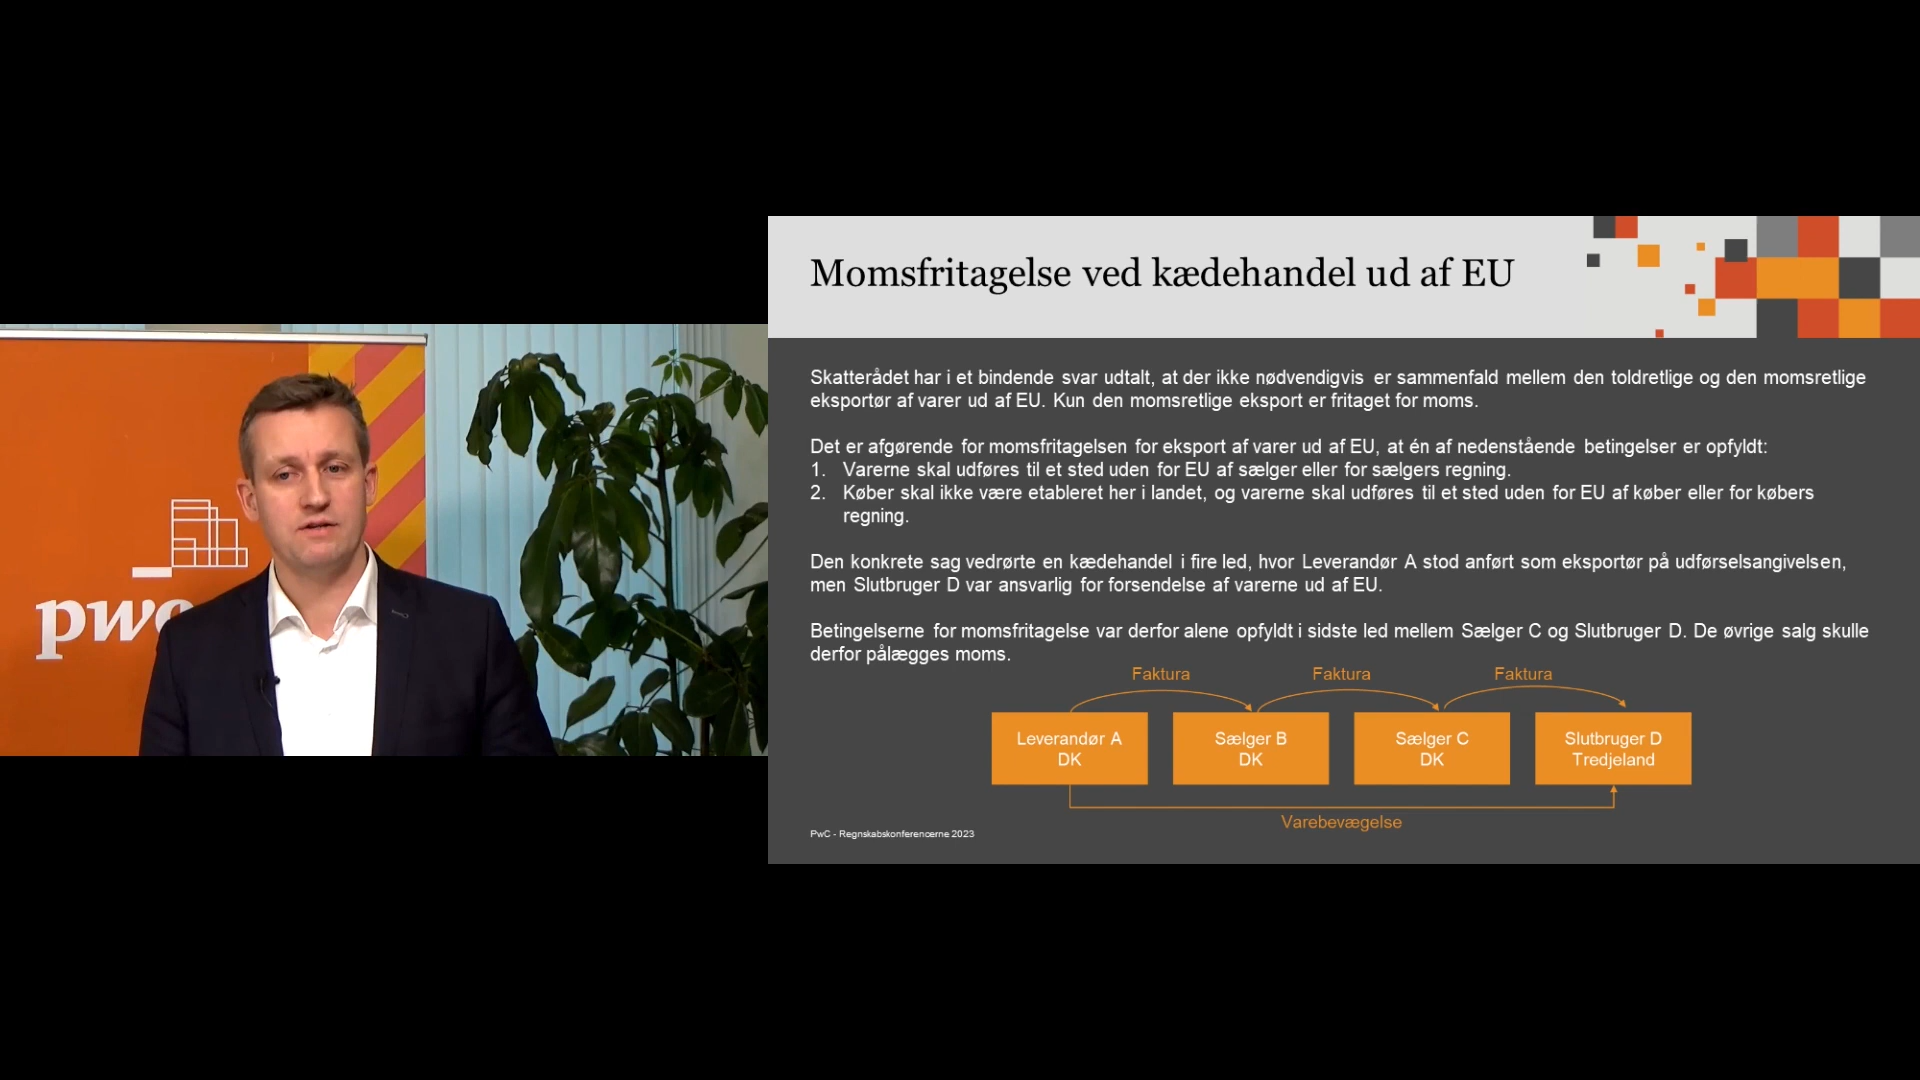 pwc
Momsfritagelse ved kædehandel ud af EU
Skatterådet har i et bindende svar udtalt, at der ikke nødvendigvis er sammenfald mellem den toldretlige og den momsretlige
eksportør af varer ud af EU. Kun den momsretlige eksport er fritaget for moms.
Det er afgørende for momsfritagelsen for eksport af varer ud af EU, at én af nedenstående betingelser er opfyldt:
1. Varerne skal udføres til et sted uden for EU af sælger eller for sælgers regning.
2. Køber skal ikke være etableret her i landet, og varerne skal udføres til et sted uden for EU af køber eller for købers
regning.
Den konkrete sag vedrørte en kædehandel i fire led, hvor Leverandør A stod anført som eksportør på udførselsangivelsen,
men Slutbruger D var ansvarlig for forsendelse af varerne ud af EU.
Betingelserne for momsfritagelse var derfor alene opfyldt i sidste led mellem Sælger C og Slutbruger D. De øvrige salg skulle
derfor pålægges moms.
Faktura Faktura Faktura
Leverandør A Sælger B Sælger C Slutbruger D
DK DK DK Tredjeland
Varebevægelse
PwC - Regnskabskonferencerne 2023